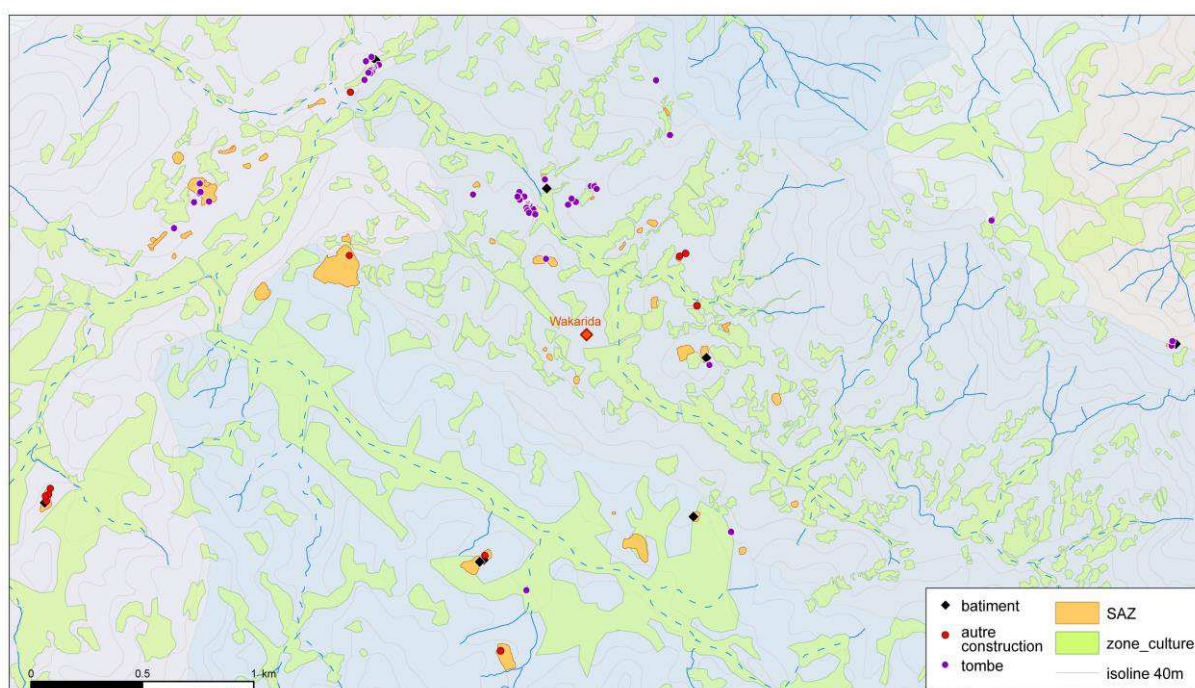 Wakarida
batiment
autre
construction
tombe
SAZ
zone_culture
isoline 40m
0 0.5 1 km